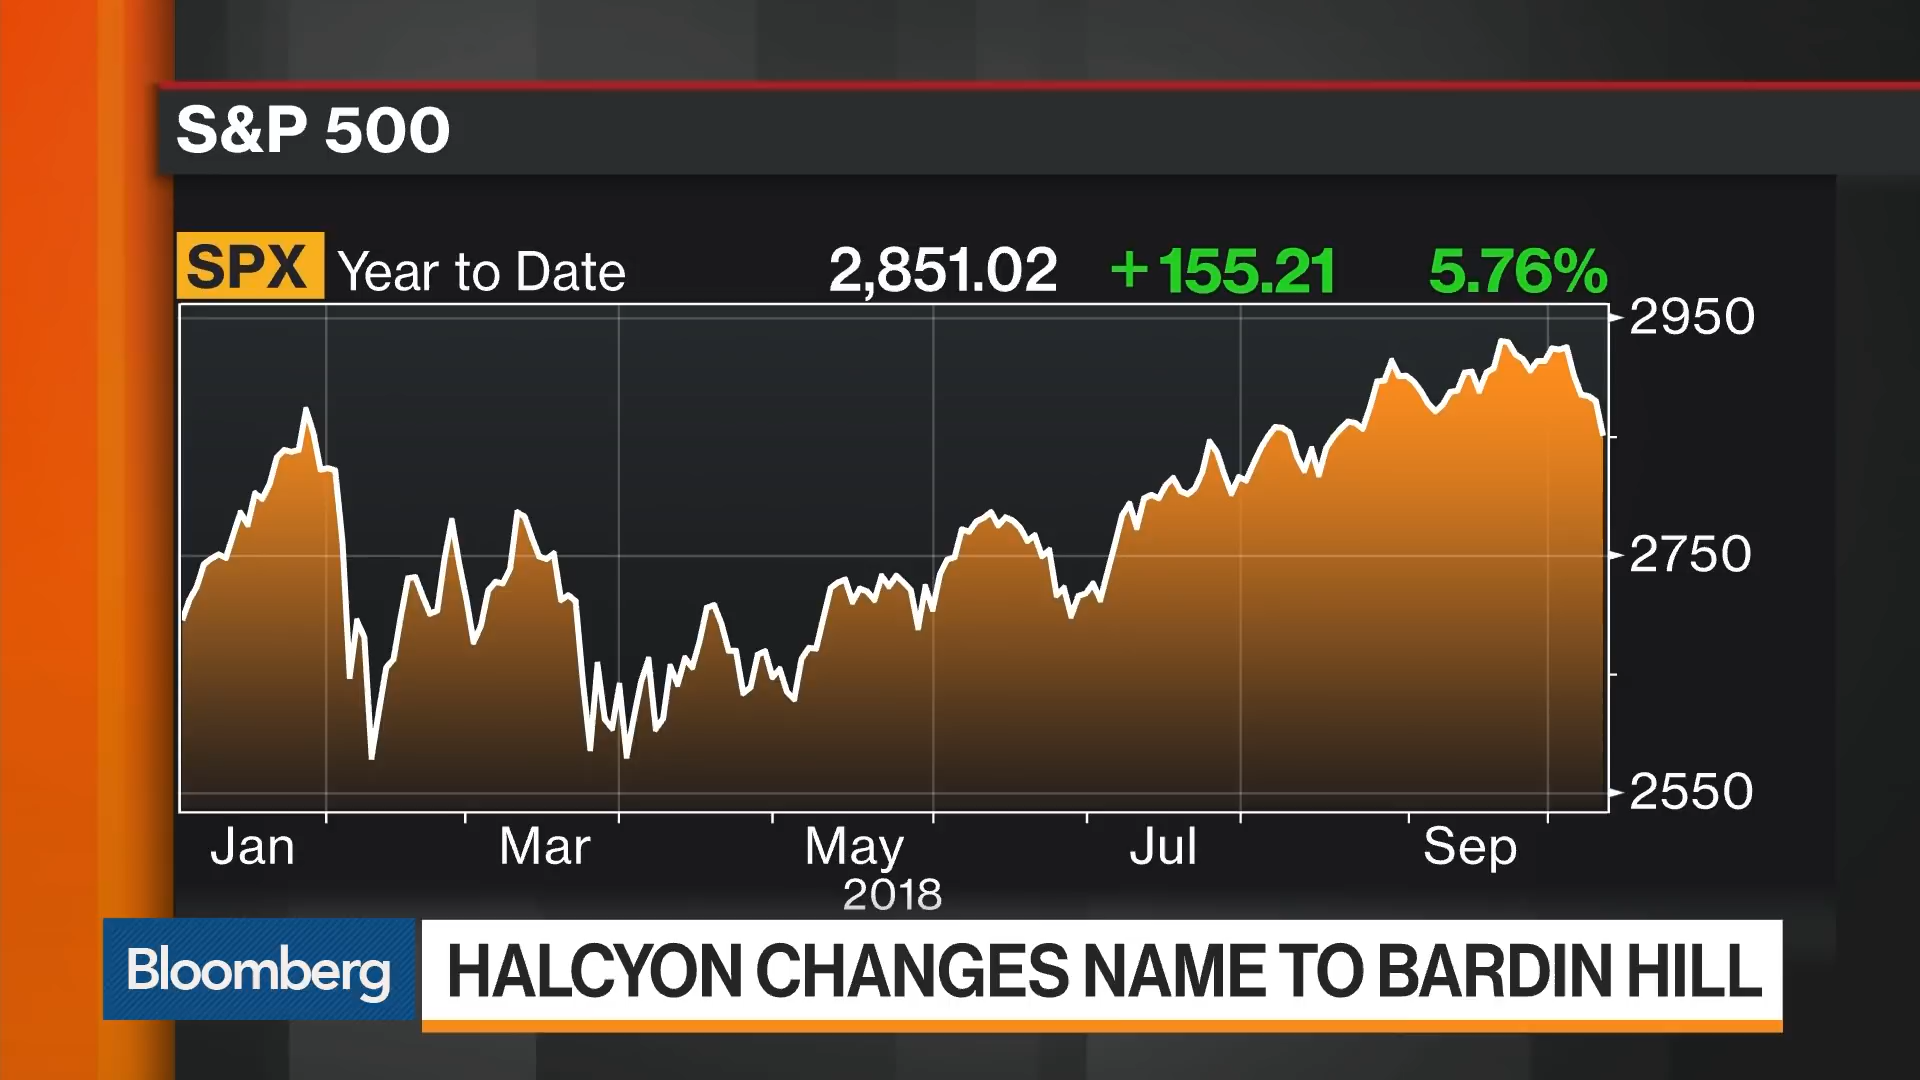 S&P 500
SPX Year to Date 2,851.02 +155.21 5.76%
2950
2750
2550
Jan Mar May Jul Sep
2018
Bloomberg HALCYON CHANGES NAME TO BARDIN HILL